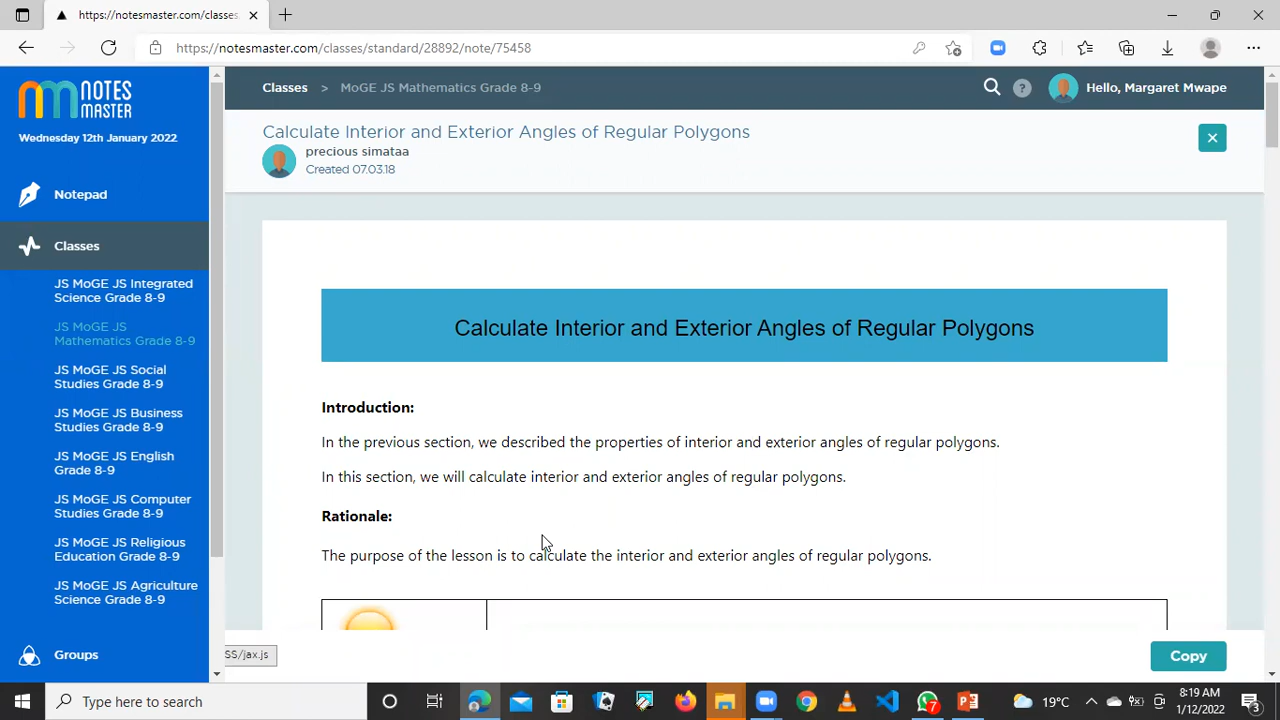 https://notesmaster.com/classes
https://notesmaster.com/classes/standard/28892/note/75458
NOTES
MASTER
Wednesday 12th January 2022
Notepad
Classes
JS MoGE JS Integrated
Science Grade 8-9
JS MoGE JS
Mathematics Grade 8-9
JS MoGE JS Social
Studies Grade 8-9
JS MoGE JS Business
Studies Grade 8-9
JS MoGE JS English
Grade 8-9
JS MoGE JS Computer
Studies Grade 8-9
JS MoGE JS Religious
Education Grade 8-9
JS MoGE JS Agriculture
Science Grade 8-9
Groups
Classes > MoGE JS Mathematics Grade 8-9
? Hello, Margaret Mwape
Calculate Interior and Exterior Angles of Regular Polygons
precious simataa
Created 07.03.18
Calculate Interior and Exterior Angles of Regular Polygons
Introduction:
In the previous section, we described the properties of interior and exterior angles of regular polygons.
In this section, we will calculate interior and exterior angles of regular polygons.
Rationale:
The purpose of the lesson is to calculate the interior and exterior angles of regular polygons.
SS/jax.js
Copy
Type here to search
7
19°C
8:19 AM
1/12/2022
3